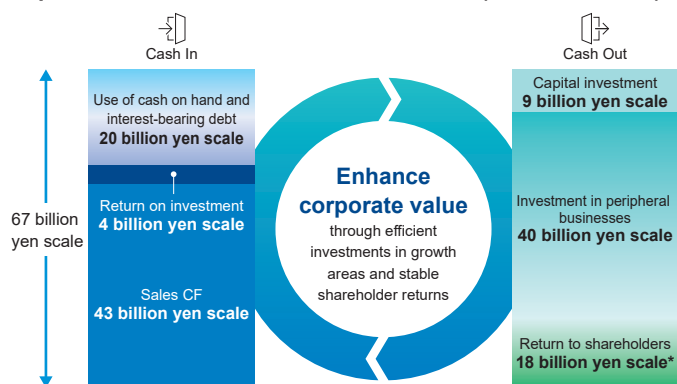 Cash In
Cash Out
67 billion
yen scale
Use of cash on hand and
interest-bearing debt
20 billion yen scale
Return on investment
4 billion yen scale
Sales CF
43 billion yen scale
Enhance
corporate value
through efficient
investments in growth
areas and stable
shareholder returns
Capital investment
9 billion yen scale
Investment in peripheral
businesses
40 billion yen scale
Return to shareholders
18 billion yen scale*